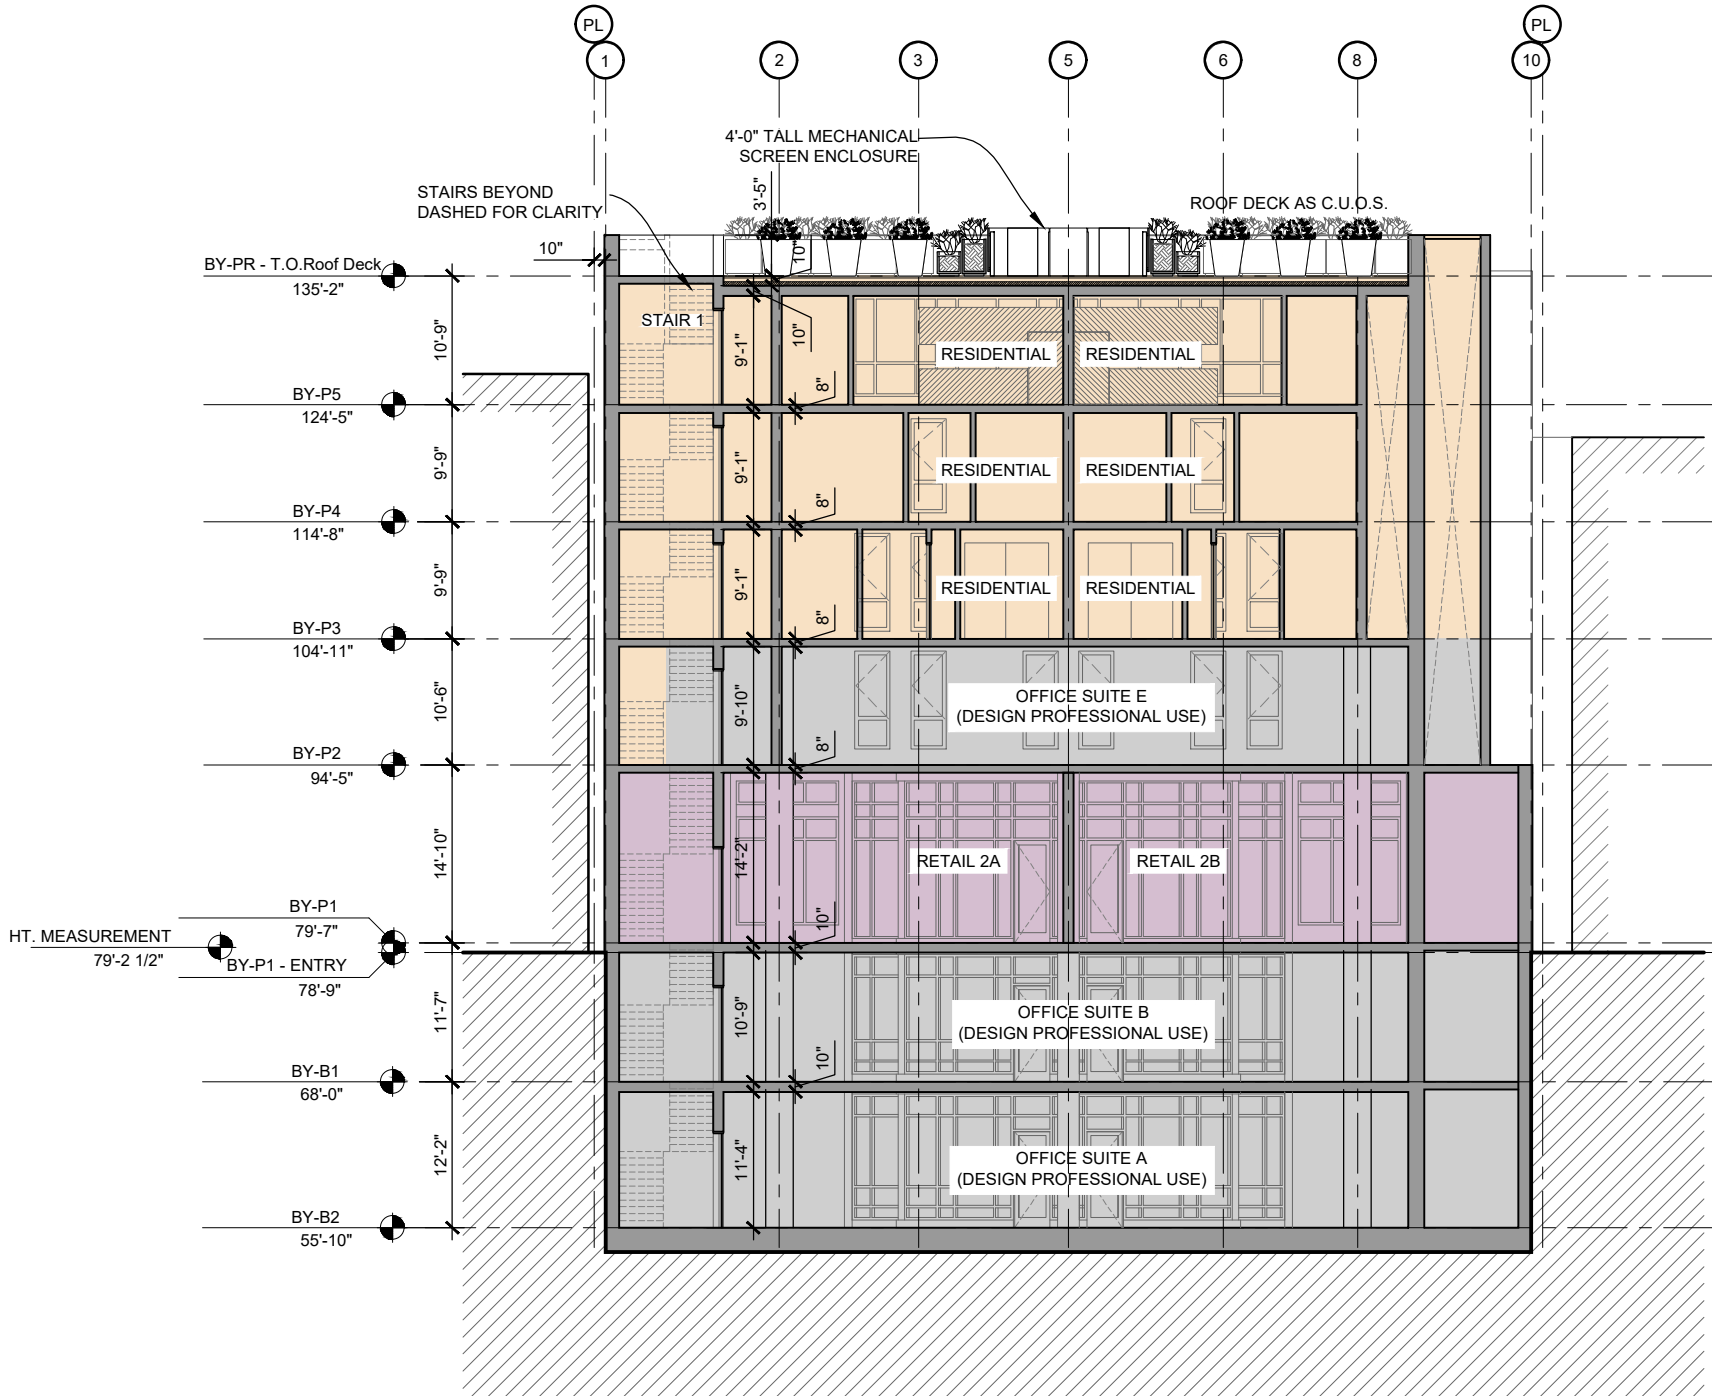 PL
PL
1
2
3
5
6
8
10
4'-0" TALL MECHANICAL
SCREEN ENCLOSURE
STAIRS BEYOND
DASHED FOR CLARITY
3'-5"
ROOF DECK AS C.U.O.S.
10"
10"
BY-PR - T.O.Roof Deck
135'-2"
STAIR 1
10'-9"
9'-1"
10"
RESIDENTIAL
RESIDENTIAL
8"
BY-P5
124'-5"
9'-9"
9'-1"
RESIDENTIAL
RESIDENTIAL
8"
BY-P4
114'-8"
9'-9"
9'-1"
RESIDENTIAL
RESIDENTIAL
8"
BY-P3
104'-11"
10'-6"
9'-10"
OFFICE SUITE E
(DESIGN PROFESSIONAL USE)
8"
BY-P2
94'-5"
14'-10"
14'-2"
RETAIL 2A
RETAIL 2B
10"
BY-P1
79'-7"
HT. MEASUREMENT
79'-2 1/2"
BY-P1 - ENTRY
78'-9"
11'-7"
10'-9"
OFFICE SUITE B
(DESIGN PROFESSIONAL USE)
10"
BY-B1
68'-0"
12'-2"
11'-4"
OFFICE SUITE A
(DESIGN PROFESSIONAL USE)
BY-B2
55'-10"